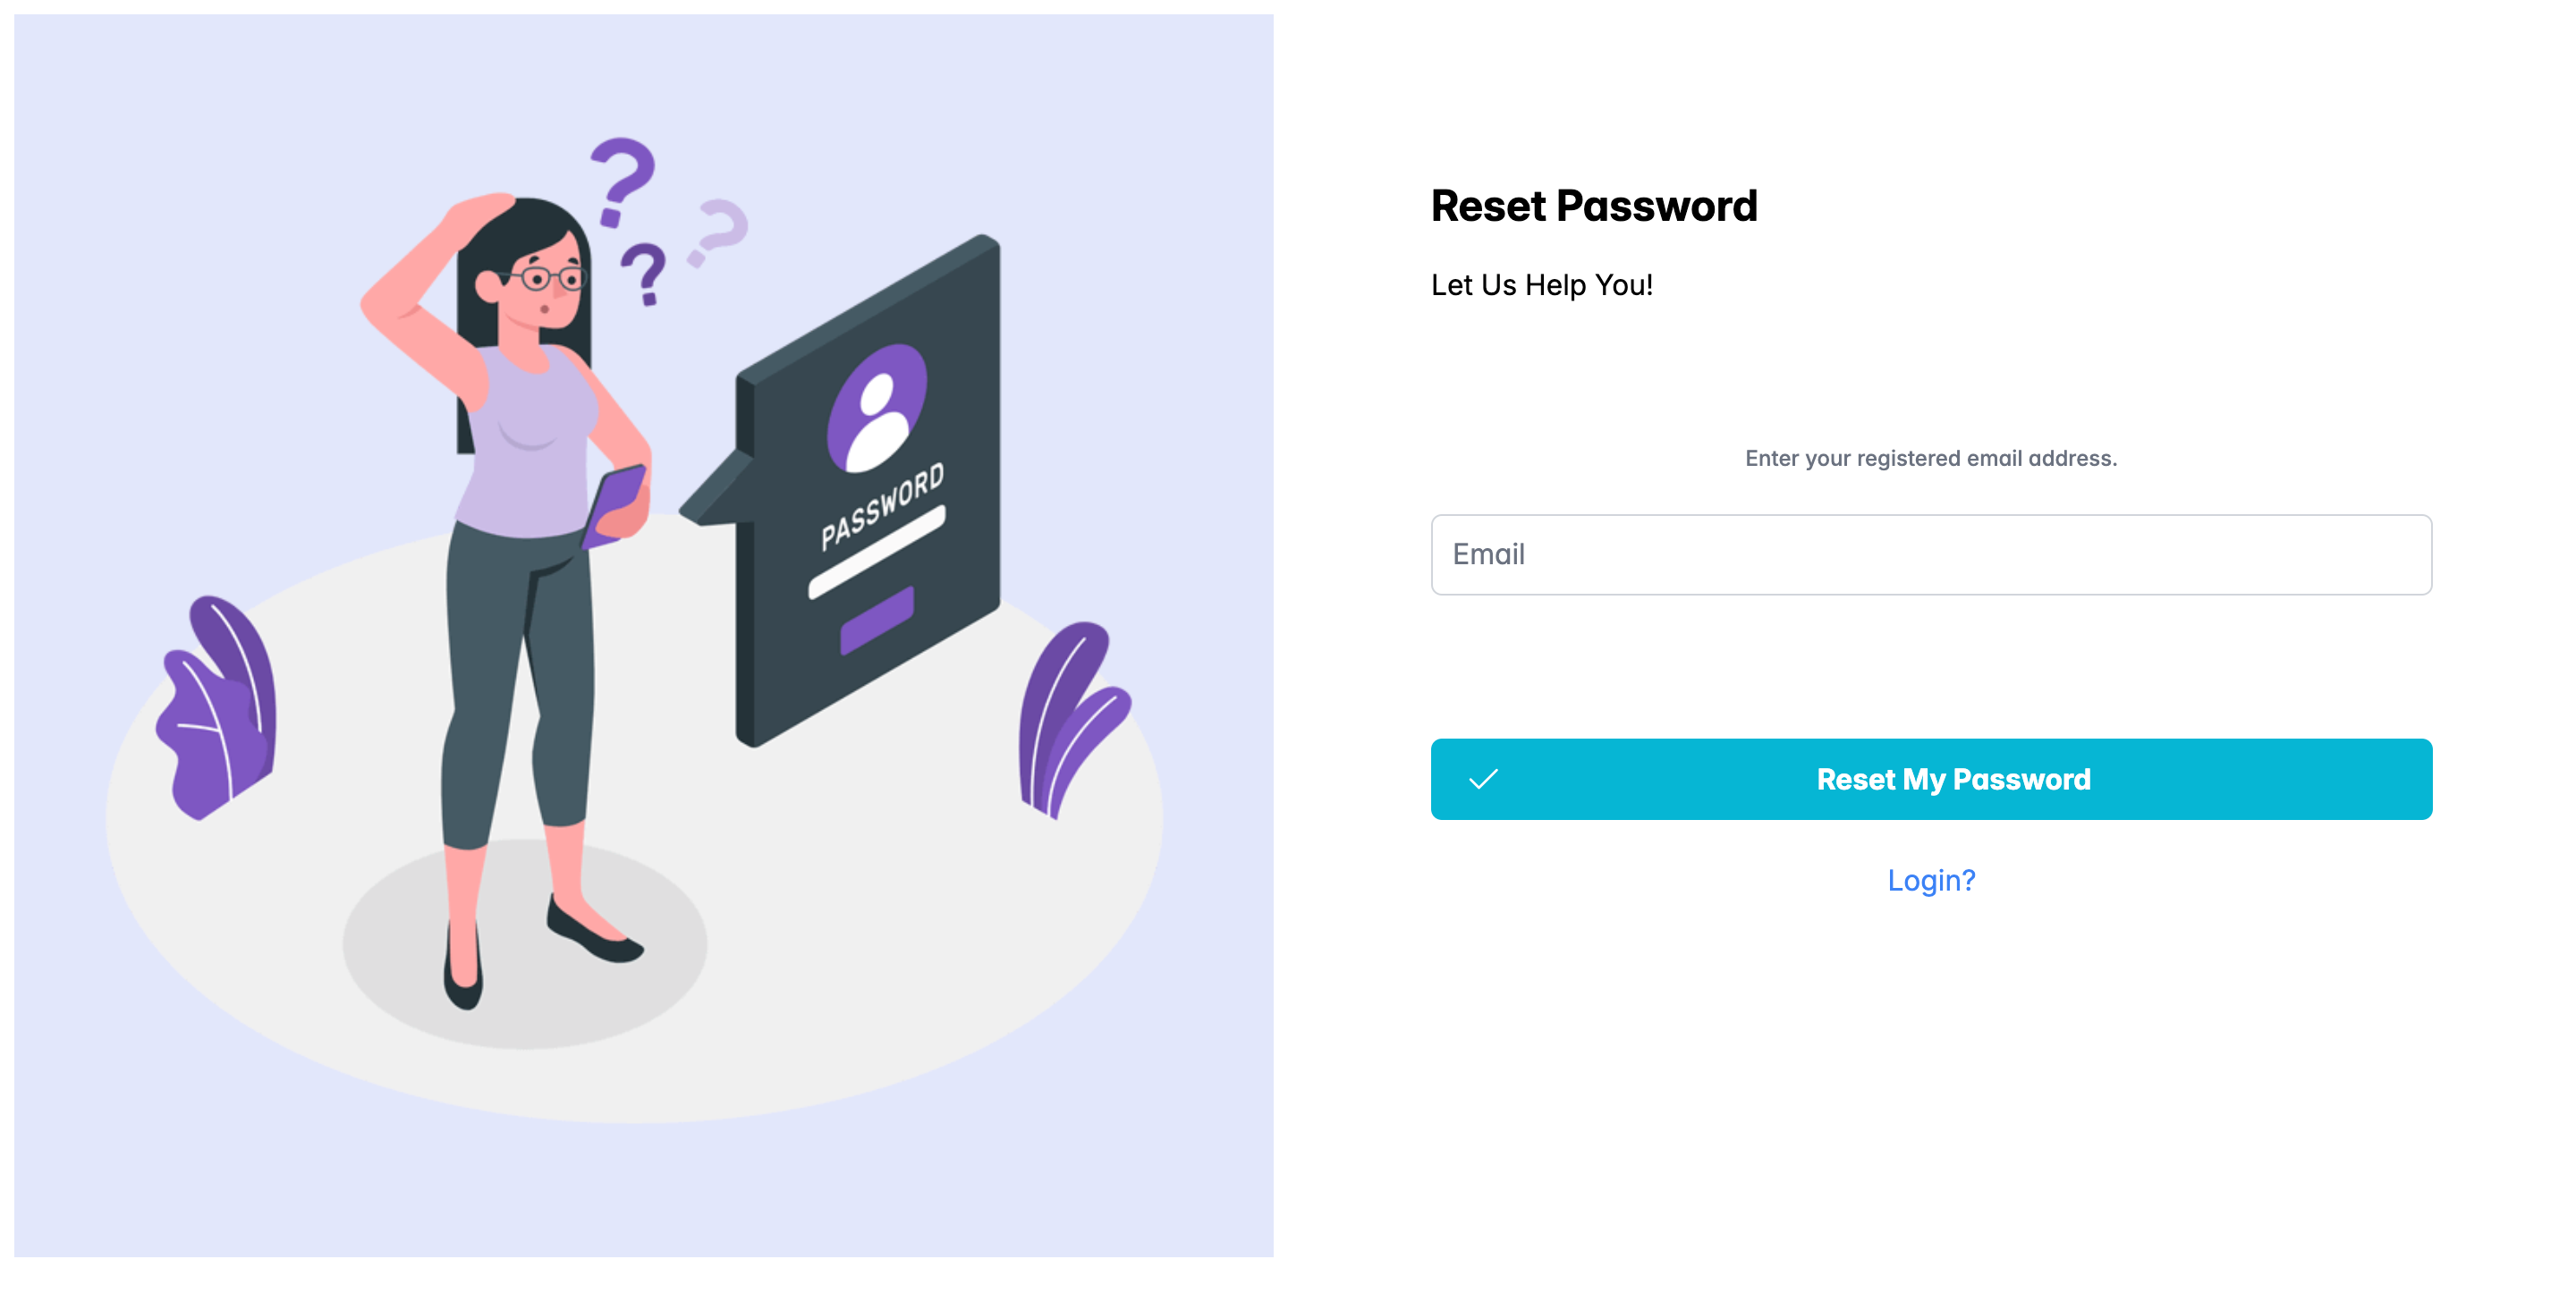 ? ? ?
PASSWORD
Reset Password
Let Us Help You!
Enter your registered email address.
Email
Reset My Password
Login?